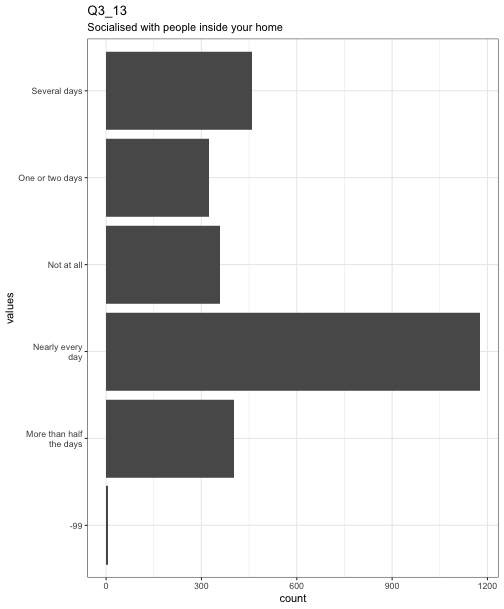 Q3_13
Socialised with people inside your home
Several days
One or two days
Not at all
values
Nearly every
day
More than half
the days
-99
0 300 600 900 1200
count